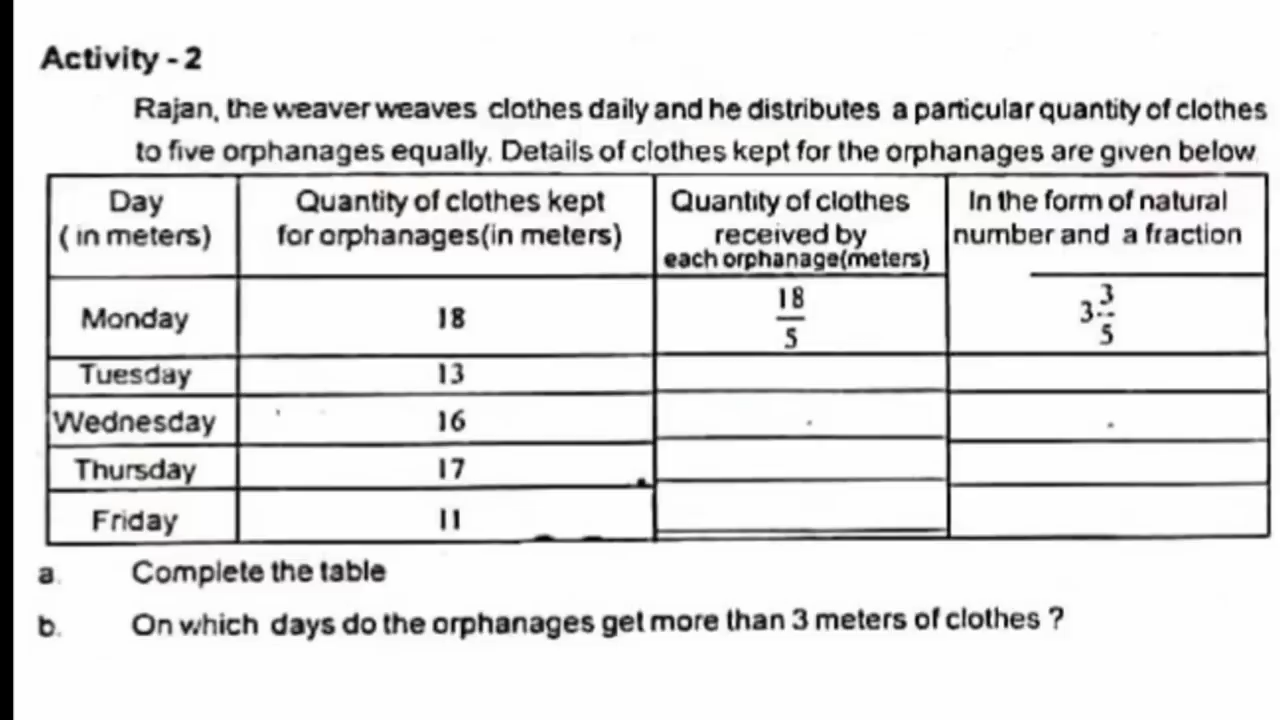 Activity - 2
Rajan, the weaver weaves clothes daily and he distributes a particular quantity of clothes
to five orphanages equally. Details of clothes kept for the orphanages are given below
Day
( in meters)
Quantity of clothes kept
for orphanages(in meters)
Quantity of clothes
received by
each orphanage(meters)
In the form of natural
number and a fraction
Monday
18
18
5
3 3
5
Tuesday
13
Wednesday
16
Thursday
17
Friday
11
a. Complete the table
b. On which days do the orphanages get more than 3 meters of clothes ?